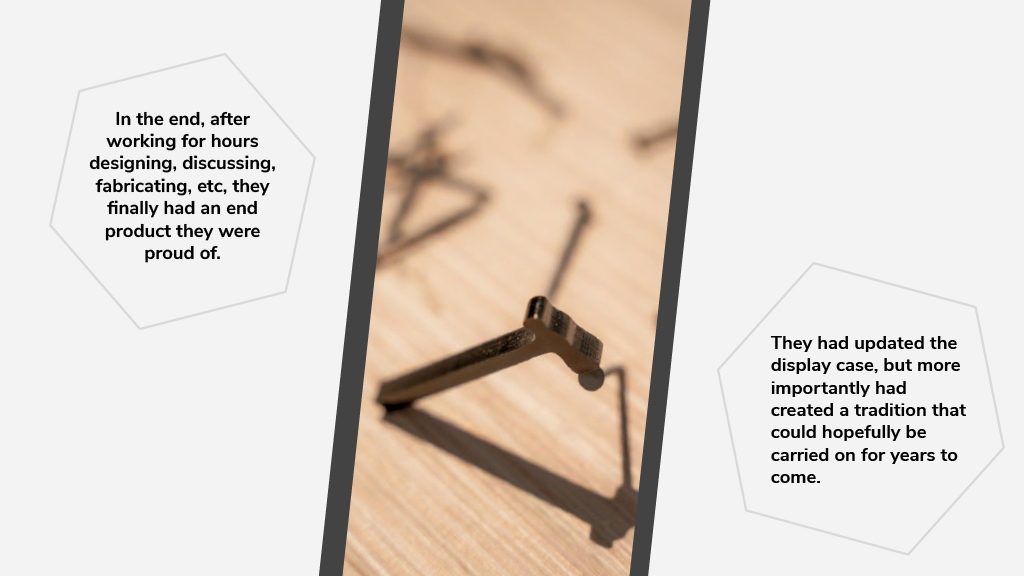 In the end, after
working for hours
designing, discussing,
fabricating, etc, they
finally had an end
product they were
proud of.
They had updated the
display case, but more
importantly had
created a tradition that
could hopefully be
carried on for years to
come.